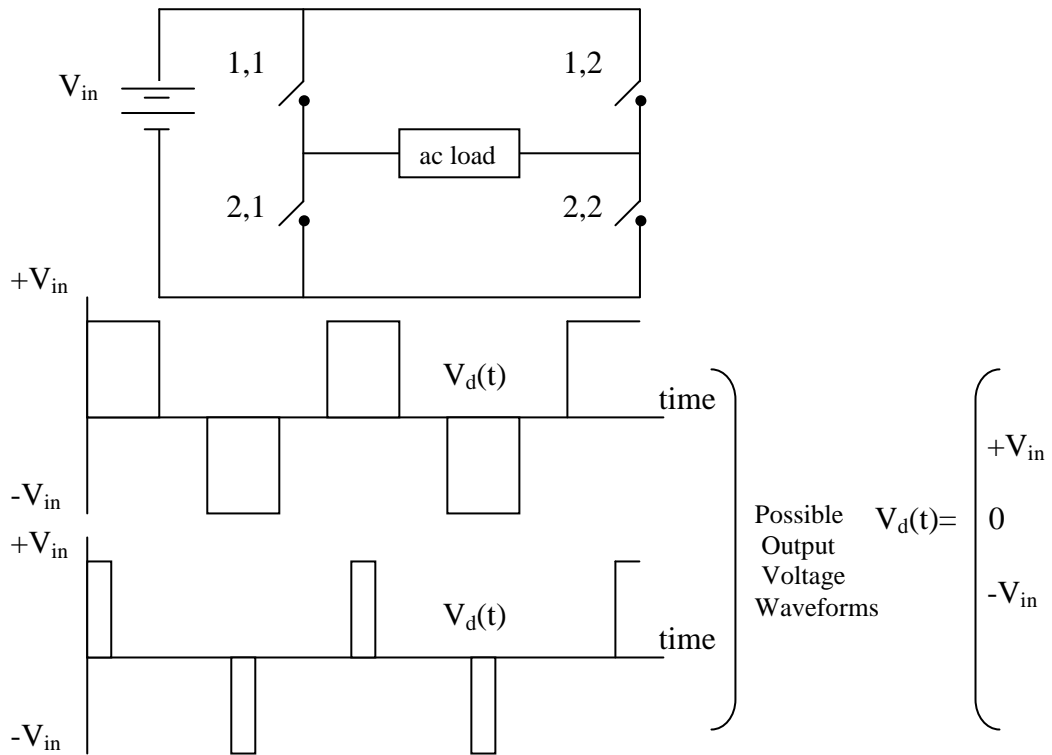 1,1
1,2
V_in
ac load
2,1
2,2
+V_in
V_d(t)
time
-V_in
+V_in
V_d(t)
time
-V_in
Possible
Output
Voltage
Waveforms
V_d(t)=
+V_in
0
-V_in